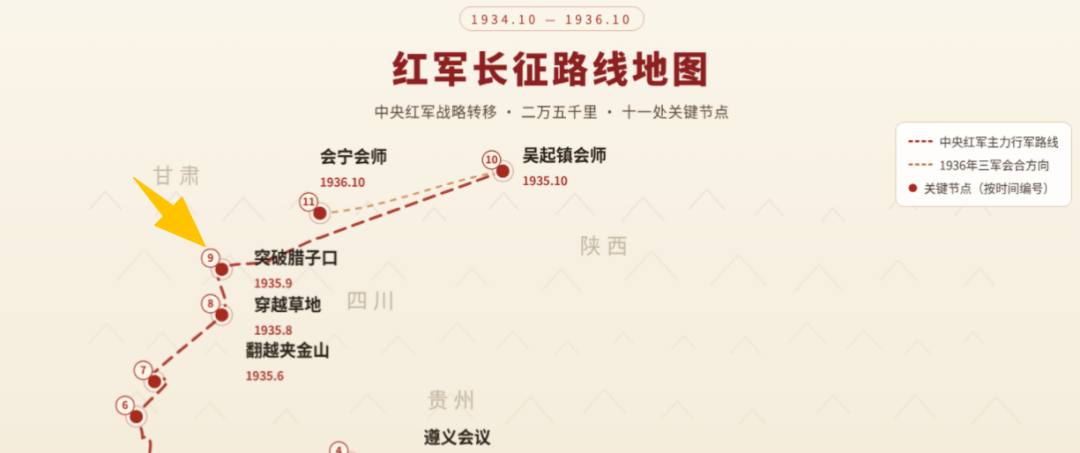 1934.10 — 1936.10
红军长征路线地图
中央红军战略转移 · 二万五千里 · 十一处关键节点
中央红军主力行军路线
1936年三军会合方向
关键节点（按时间编号）
会宁会师
1936.10
11
10
吴起镇会师
1935.10
甘肃
陕西
9
突破腊子口
1935.9
8
穿越草地
1935.8
四川
翻越夹金山
1935.6
7
6
贵州
遵义会议
4